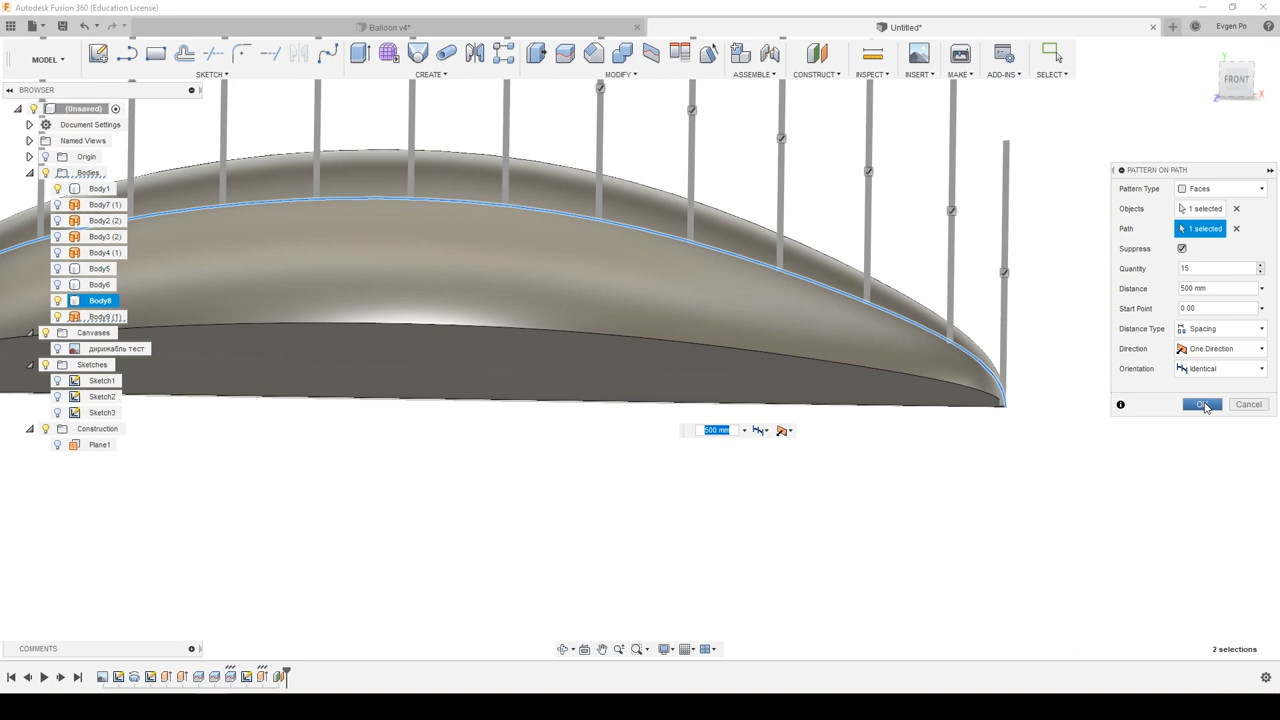 Autodesk Fusion 360 (Education License)
Balloon v4*
Untitled*
Evgen Po
MODEL
SKETCH
CREATE
MODIFY
ASSEMBLE
CONSTRUCT
INSPECT
INSERT
MAKE
ADD-INS
SELECT
FRONT
BROWSER
(Unsaved)
Document Settings
Named Views
Origin
Bodies
Body1
Body7 (1)
Body2 (2)
Body3 (2)
Body4 (1)
Body5
Body6
Body8
Body9 (1)
Canvases
дирижабль тест
Sketches
Sketch1
Sketch2
Sketch3
Construction
Plane1
PATTERN ON PATH
Pattern Type Faces
Objects 1 selected
Path 1 selected
Suppress
Quantity 15
Distance 500 mm
Start Point 0.00
Distance Type Spacing
Direction One Direction
Orientation Identical
OK Cancel
500 mm
COMMENTS
2 selections